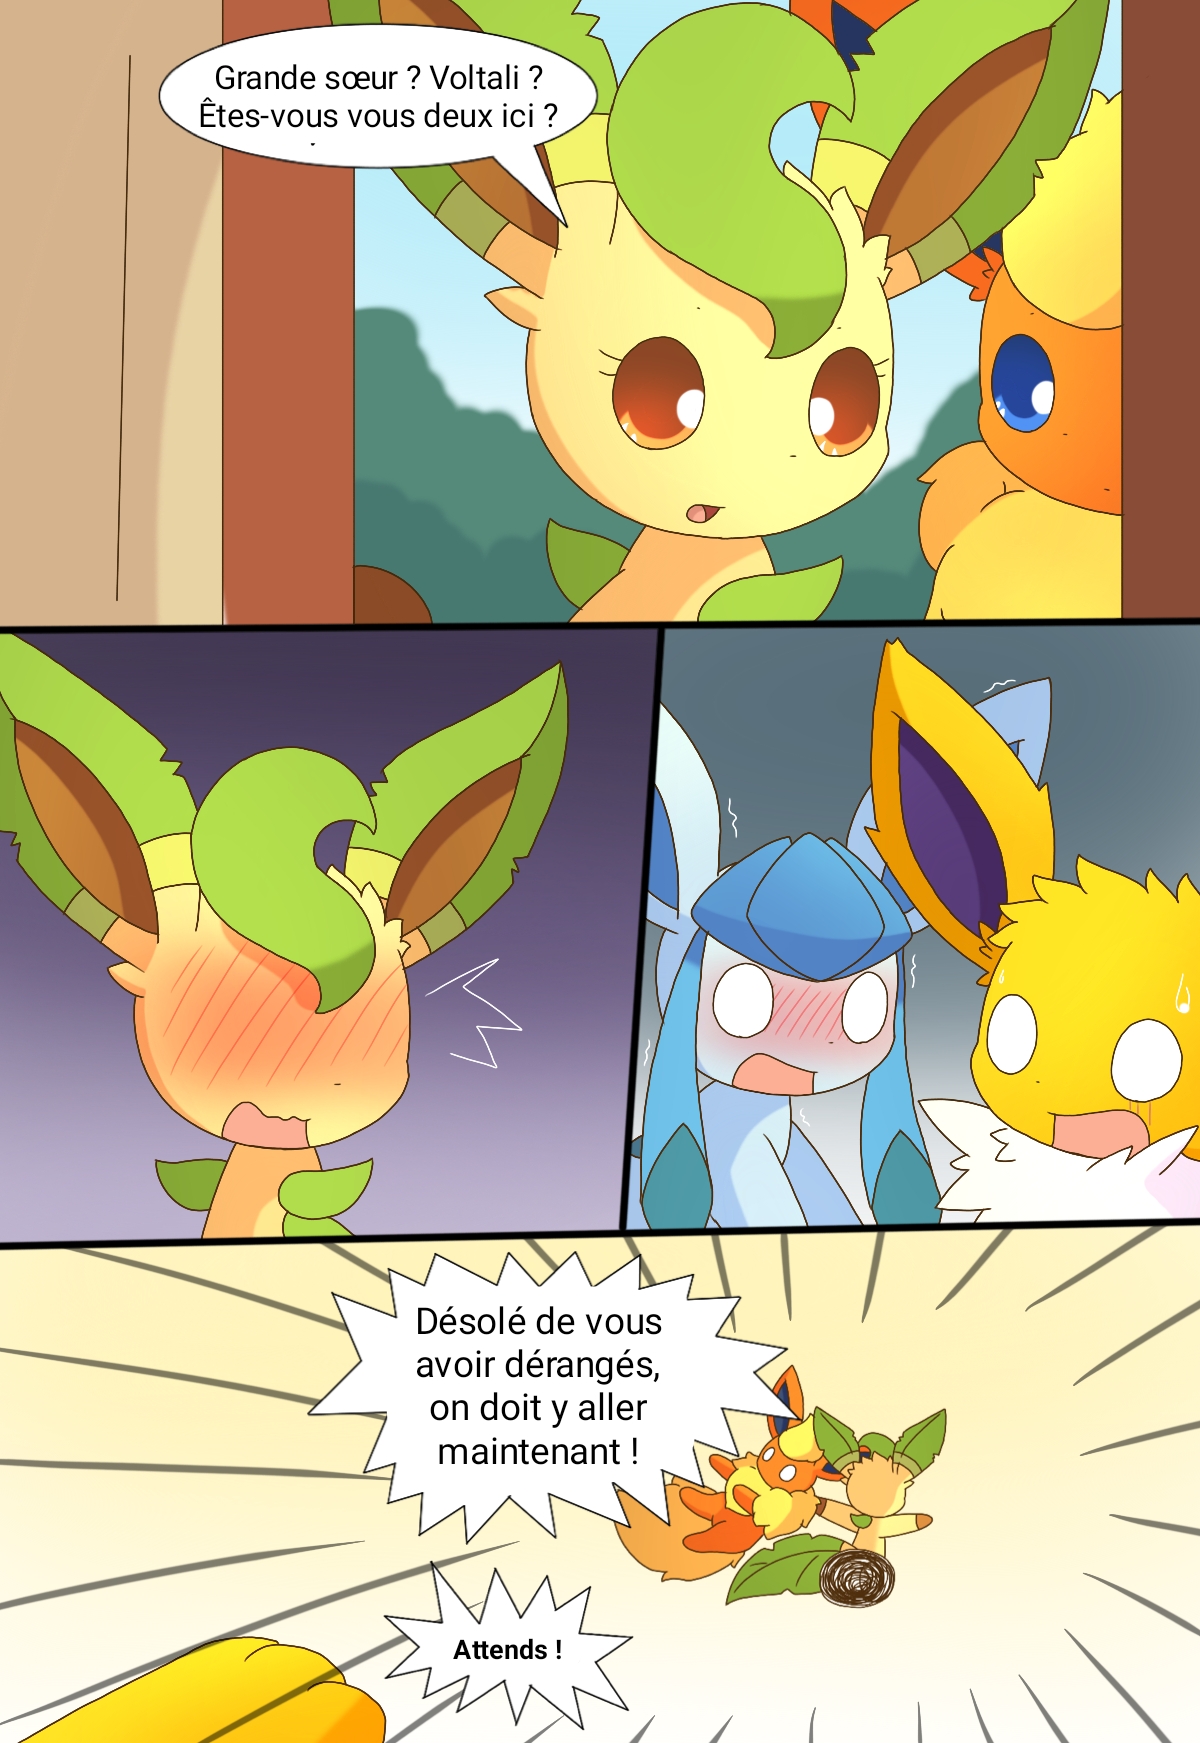 Grande sœur ? Voltali ?
Êtes-vous vous deux ici ?
Désolé de vous
avoir dérangés,
on doit y aller
maintenant !
Attends !